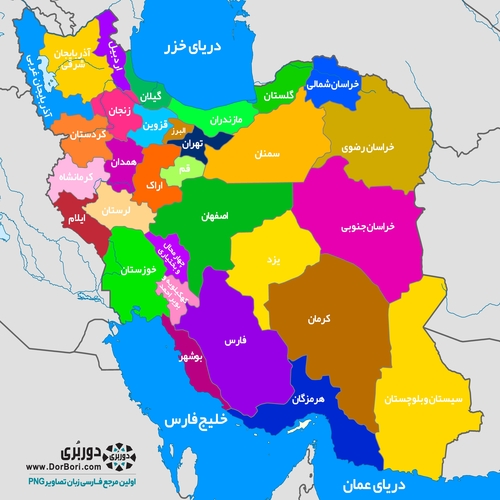 دریای خزر
آذربایجان
شرقی
اردبیل
آذربایجان غربی
گیلان
زنجان
کردستان
قزوین
البرز
تهران
مازندران
گلستان
خراسان شمالی
خراسان رضوی
سمنان
همدان
قم
کرمانشاه
اراک
ایلام
لرستان
اصفهان
خراسان جنوبی
خوزستان
چهارمحال
و بختیاری
یزد
کهگیلویه و
بویراحمد
کرمان
فارس
بوشهر
سیستان و بلوچستان
هرمزگان
خلیج فارس
دریای عمان
دوربُری
دوربری
www.DorBori.com
اولین مرجع فارسی زبان تصاویر PNG